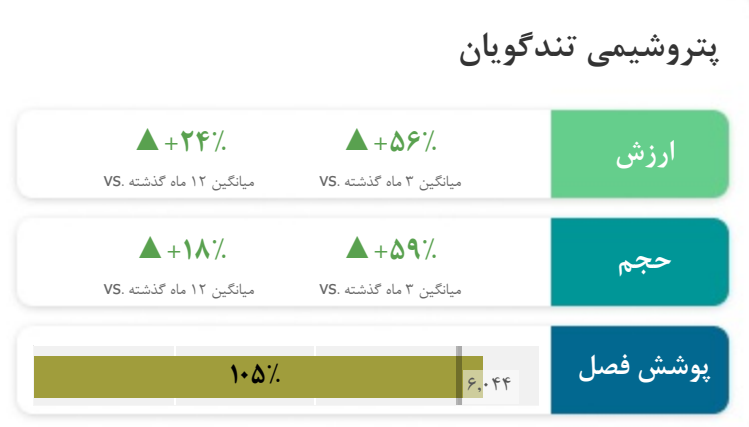 پتروشیمی تندگویان
ارزش
▲ +۵۶٪ ▲ +۲۴٪
میانگین ۳ ماه گذشته .VS میانگین ۱۲ ماه گذشته .VS
حجم
▲ +۵۹٪ ▲ +۱۸٪
میانگین ۳ ماه گذشته .VS میانگین ۱۲ ماه گذشته .VS
پوشش فصل
۱۰۵٪
۶,۰۴۴